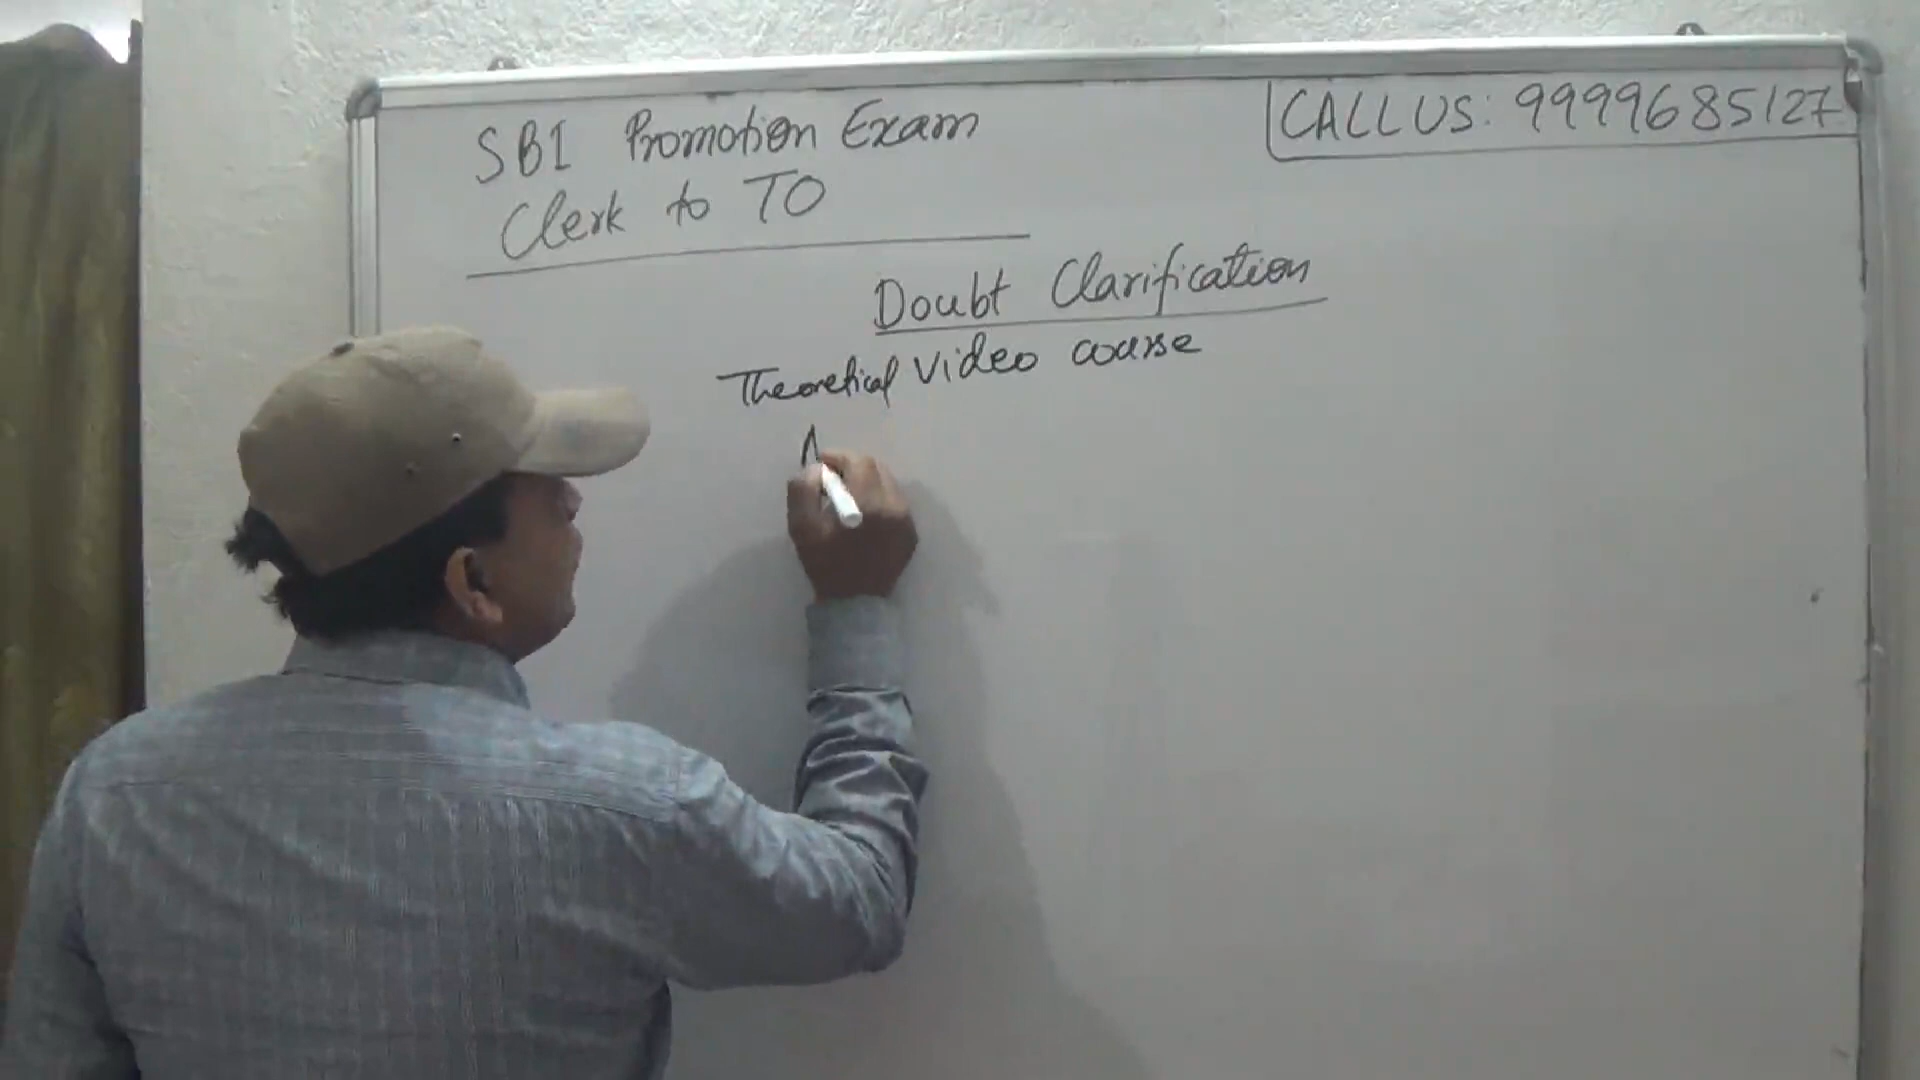 SBI Promotion Exam
CALL US: 9999685127
Clerk to TO
Doubt Clarification
Theoretical Video course